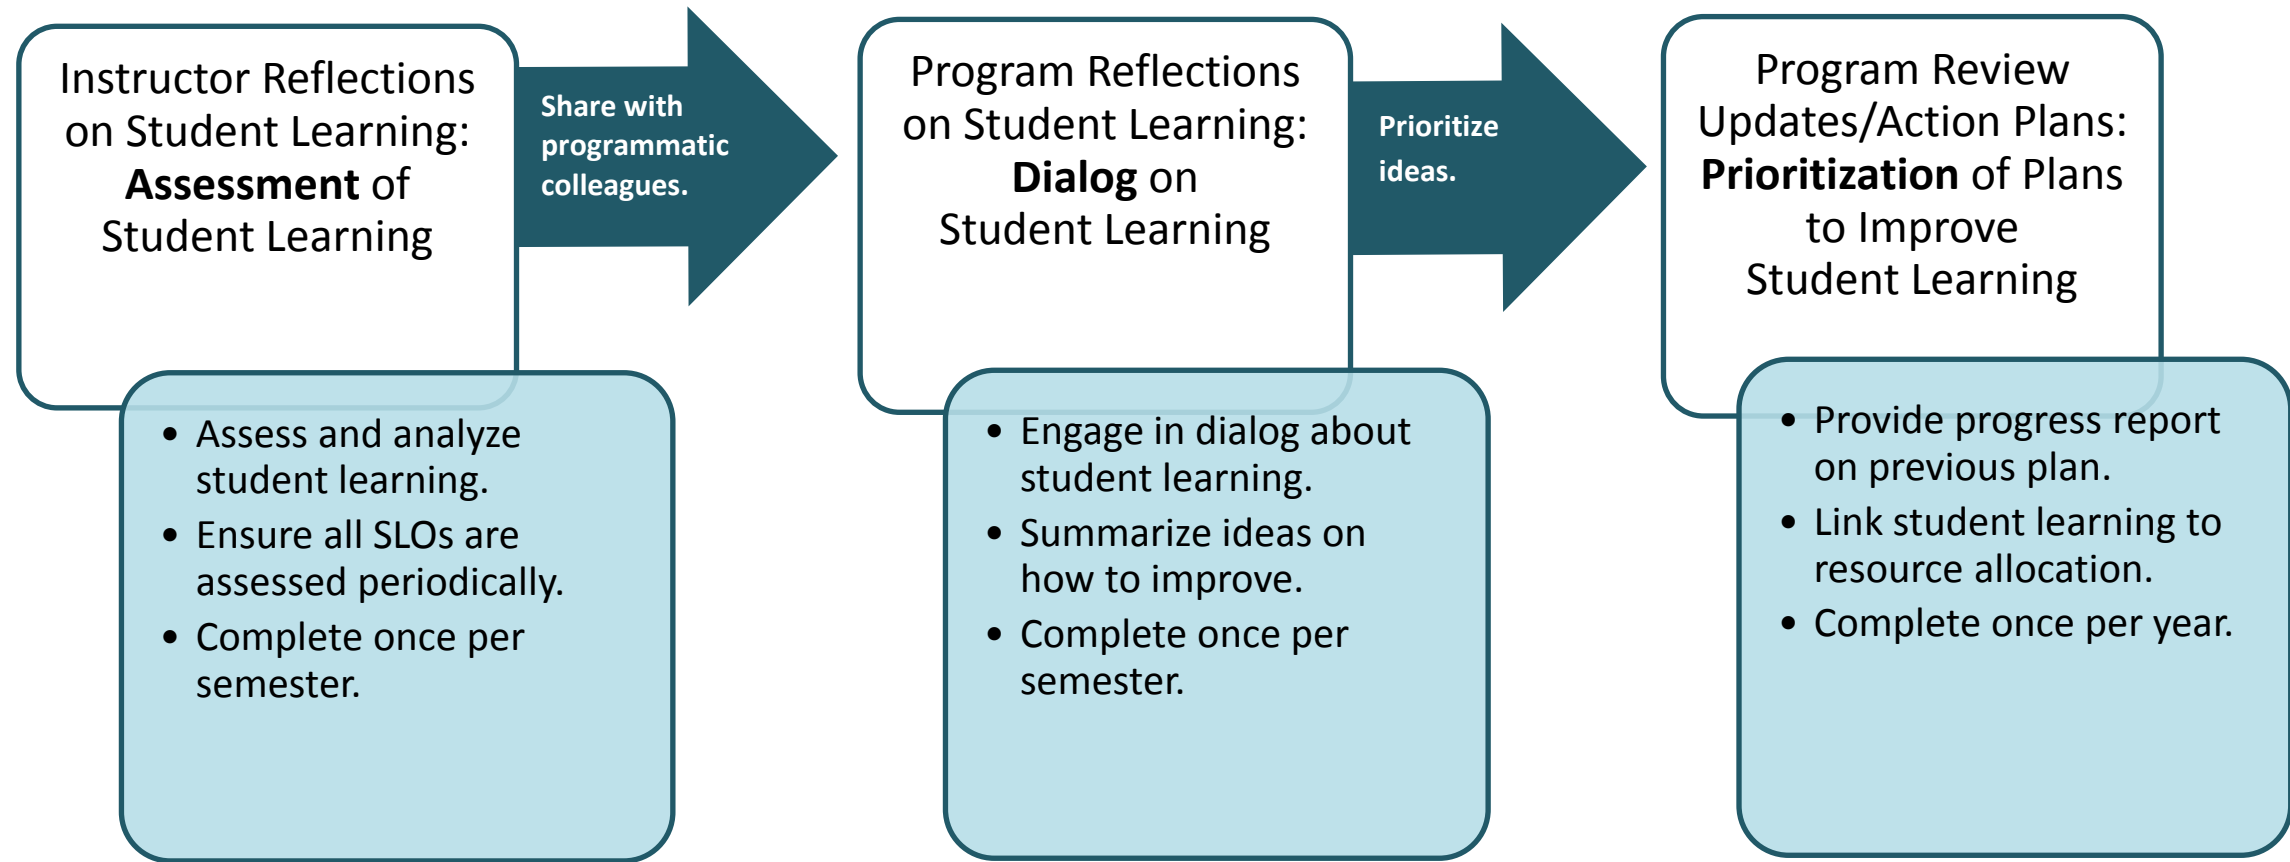 Instructor Reflections
on Student Learning:
Assessment of
Student Learning
• Assess and analyze
student learning.
• Ensure all SLOs are
assessed periodically.
• Complete once per
semester.
Share with
programmatic
colleagues.
Program Reflections
on Student Learning:
Dialog on
Student Learning
• Engage in dialog about
student learning.
• Summarize ideas on
how to improve.
• Complete once per
semester.
Prioritize
ideas.
Program Review
Updates/Action Plans:
Prioritization of Plans
to Improve
Student Learning
• Provide progress report
on previous plan.
• Link student learning to
resource allocation.
• Complete once per year.